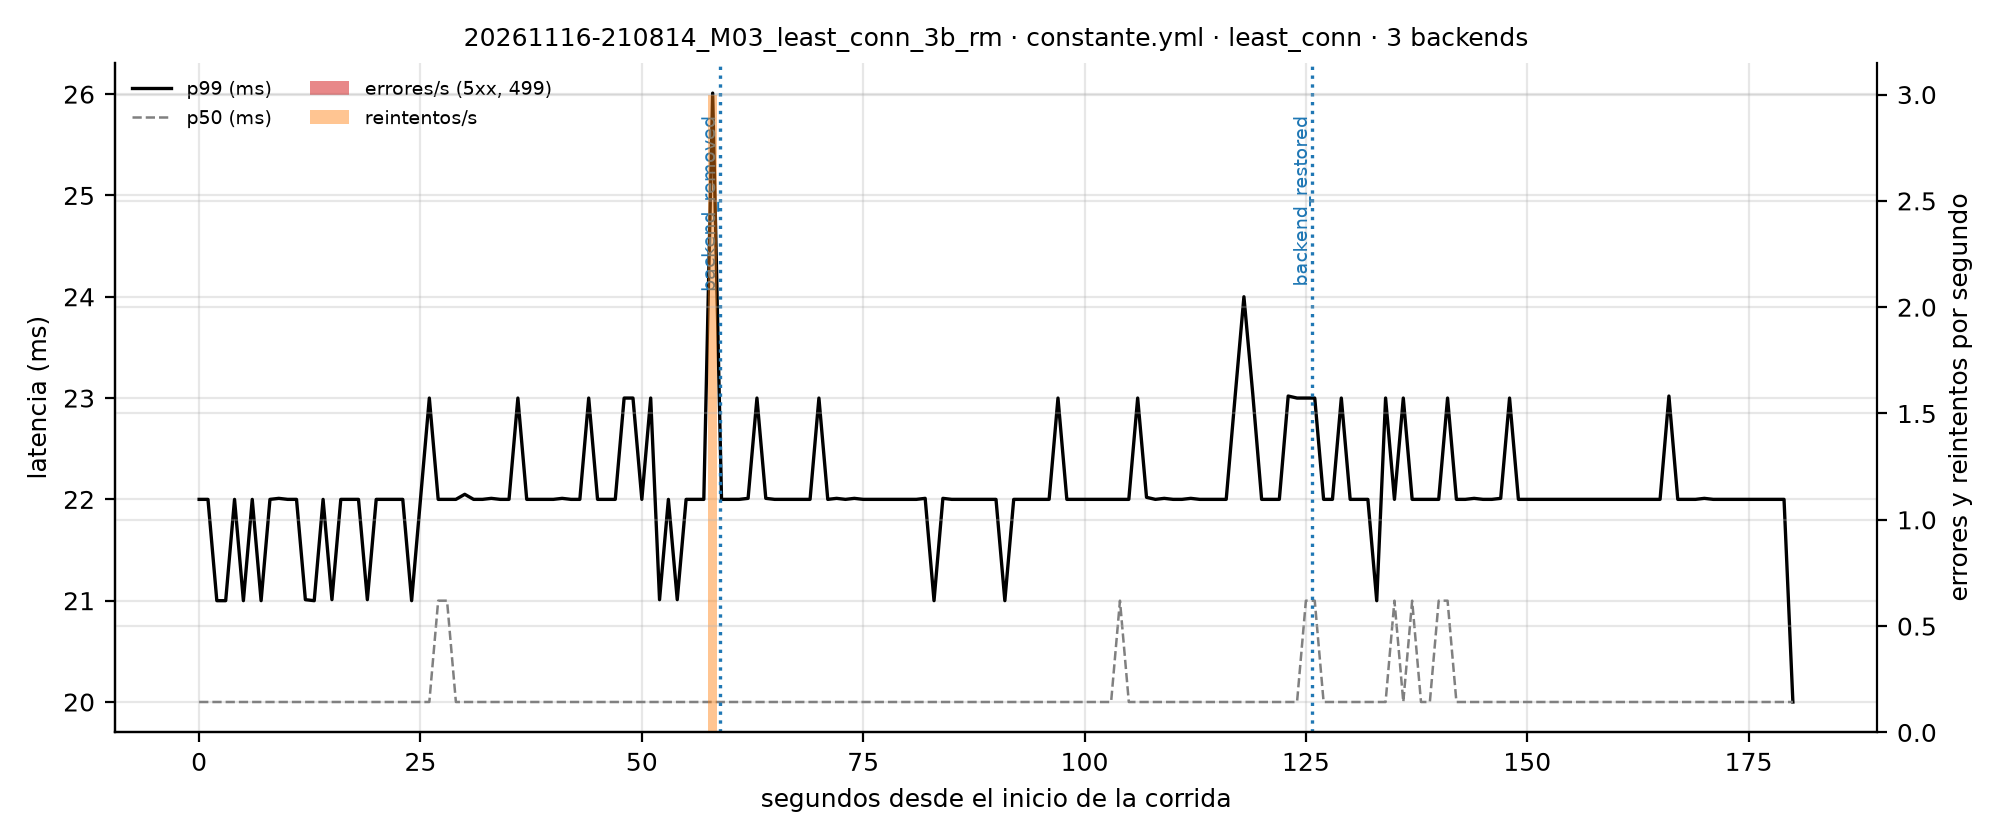 20261116-210814_M03_least_conn_3b_rm · constante.yml · least_conn · 3 backends
p99 (ms)
p50 (ms)
errores/s (5xx, 499)
reintentos/s
backend_removed
backend_restored
latencia (ms)
26
25
24
23
22
21
20
3.0
2.5
2.0
1.5
1.0
0.5
0.0
errores y reintentos por segundo
0 25 50 75 100 125 150 175
segundos desde el inicio de la corrida